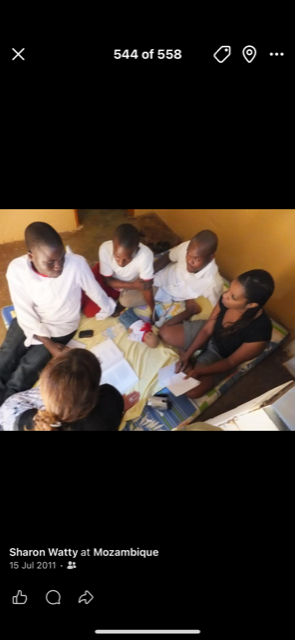 544 of 558
Sharon Watty at Mozambique
15 Jul 2011 ·